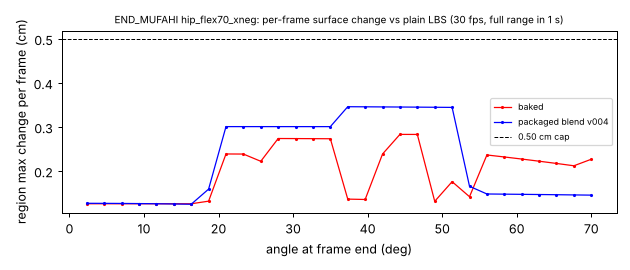 END_MUFAHI hip_flex70_xneg: per-frame surface change vs plain LBS (30 fps, full range in 1 s)
region max change per frame (cm)
0.5
0.4
0.3
0.2
baked
packaged blend v004
0.50 cm cap
0 10 20 30 40 50 60 70
angle at frame end (deg)